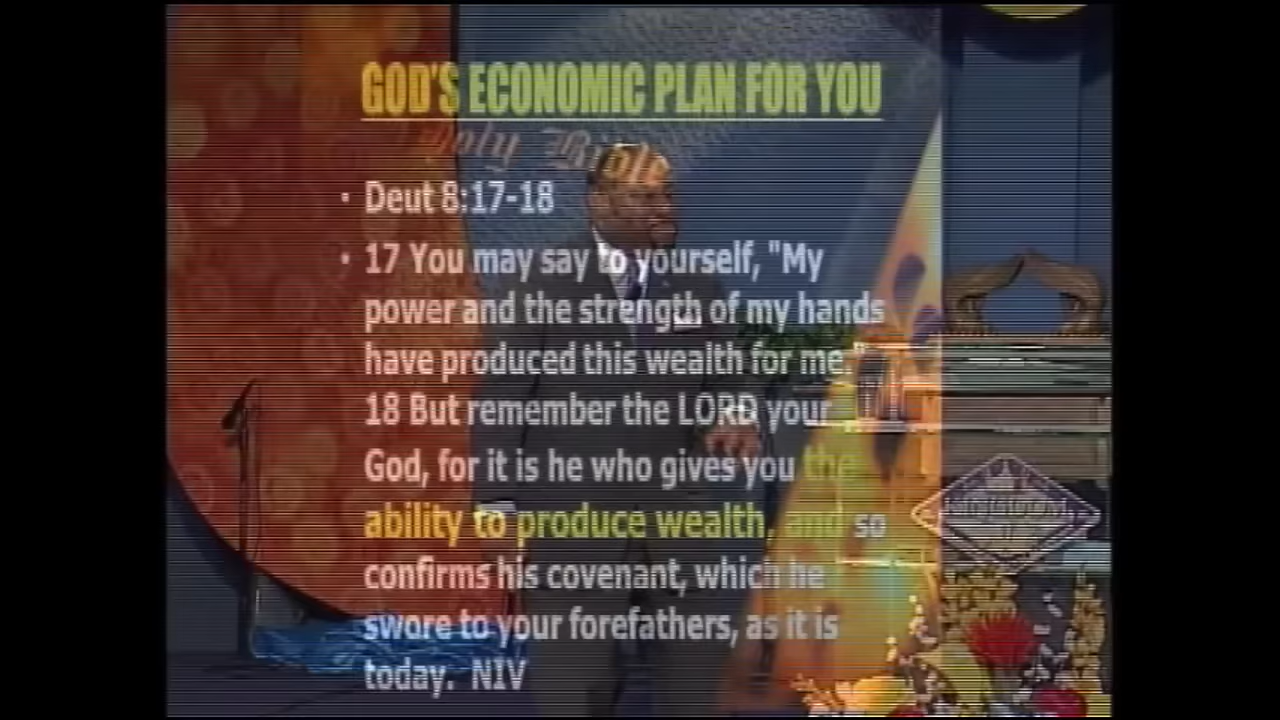 GOD'S ECONOMIC PLAN FOR YOU
Holy Bible
· Deut 8:17-18
· 17 You may say to yourself, "My
power and the strength of my hands
have produced this wealth for me."
18 But remember the LORD your
God, for it is he who gives you the
ability to produce wealth, and so
confirms his covenant, which he
swore to your forefathers, as it is
today. NIV